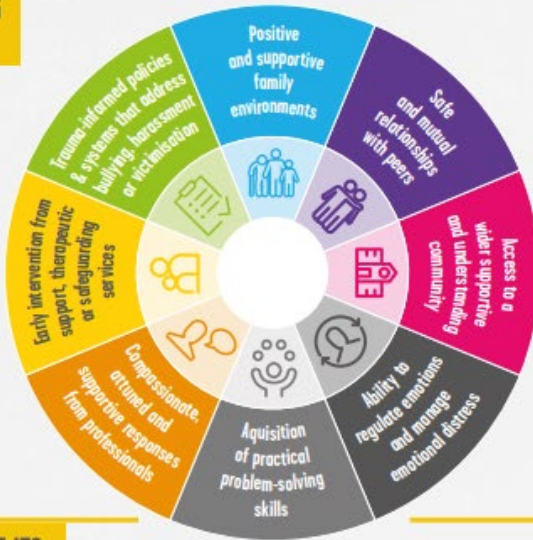 Positive
and supportive
family
environments
Safe
and mutual
relationships
with peers
Access to a
wider supportive
and understanding
community
Ability to
regulate emotions
and manage
emotional distress
Aquisition
of practical
problem-solving
skills
Compassionate,
attuned and
supportive responses
from professionals
Early intervention from
support, therapeutic
or safeguarding
services
Trauma-informed policies
& systems that address
bullying, harassment
or victimisation